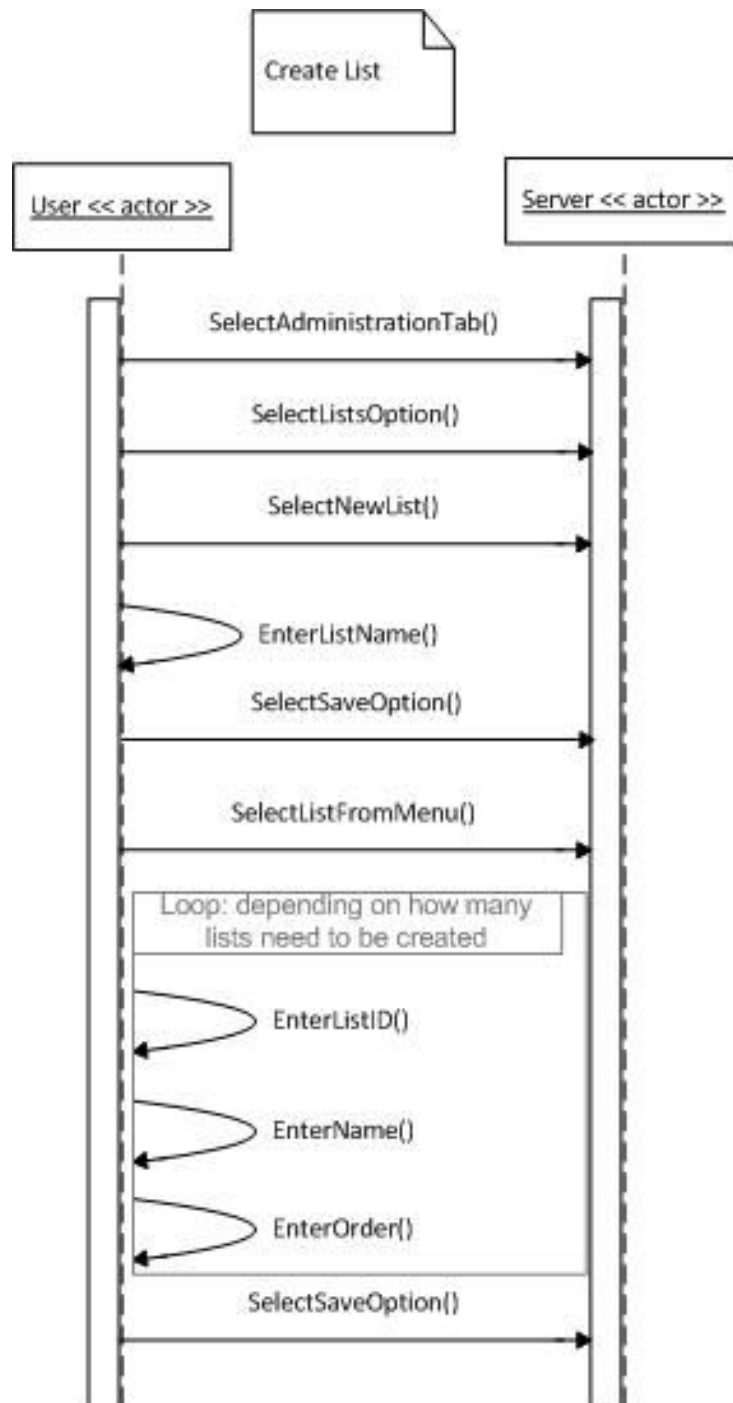 Create List
User << actor >>
Server << actor >>
SelectAdministrationTab()
SelectListsOption()
SelectNewList()
EnterListName()
SelectSaveOption()
SelectListFromMenu()
Loop: depending on how many
lists need to be created
EnterListID()
EnterName()
EnterOrder()
SelectSaveOption()